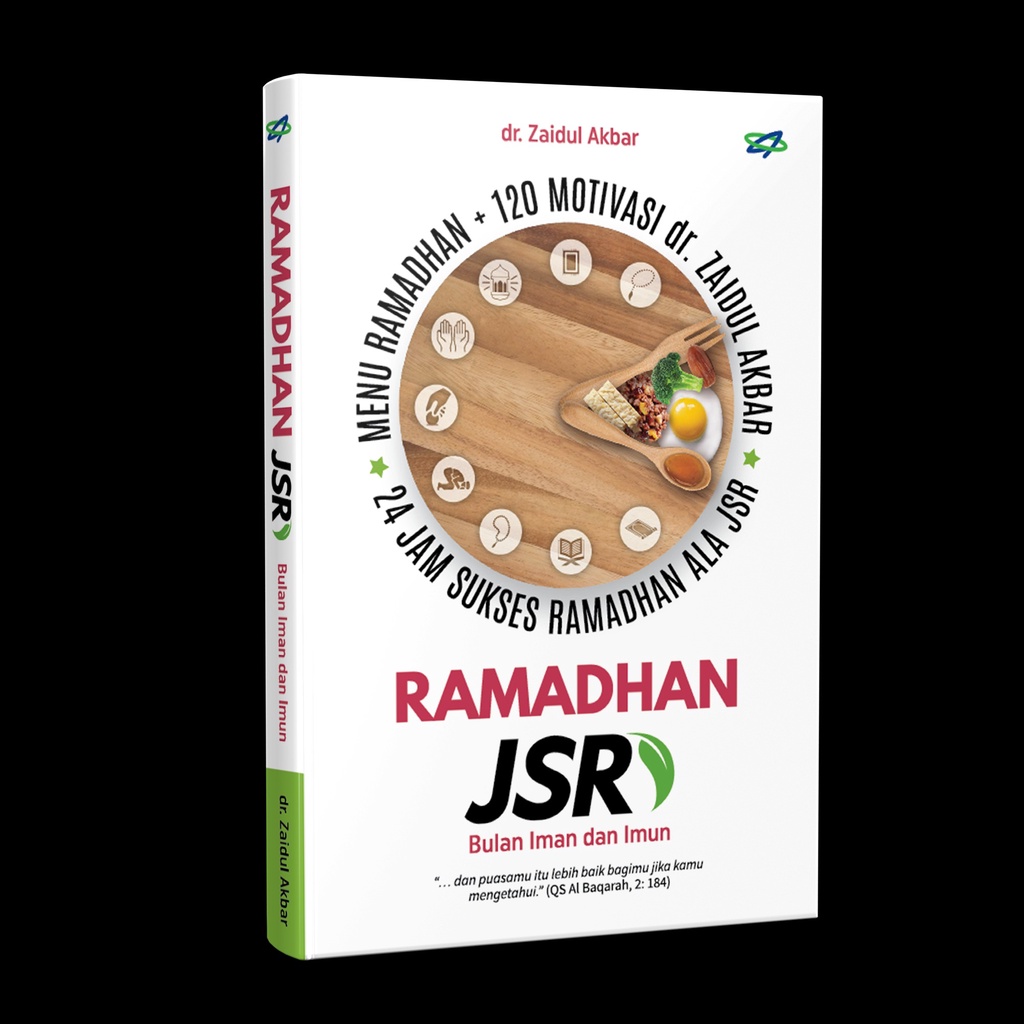 dr. Zaidul Akbar
MENU RAMADHAN + 120 MOTIVASI dr. ZAIDUL AKBAR
24 JAM SUKSES RAMADHAN ALA JSR
RAMADHAN
JSR
Bulan Iman dan Imun
“... dan puasamu itu lebih baik bagimu jika kamu
mengetahui.” (QS Al Baqarah, 2: 184)
RAMADHAN JSR Bulan Iman dan Imun dr. Zaidul Akbar